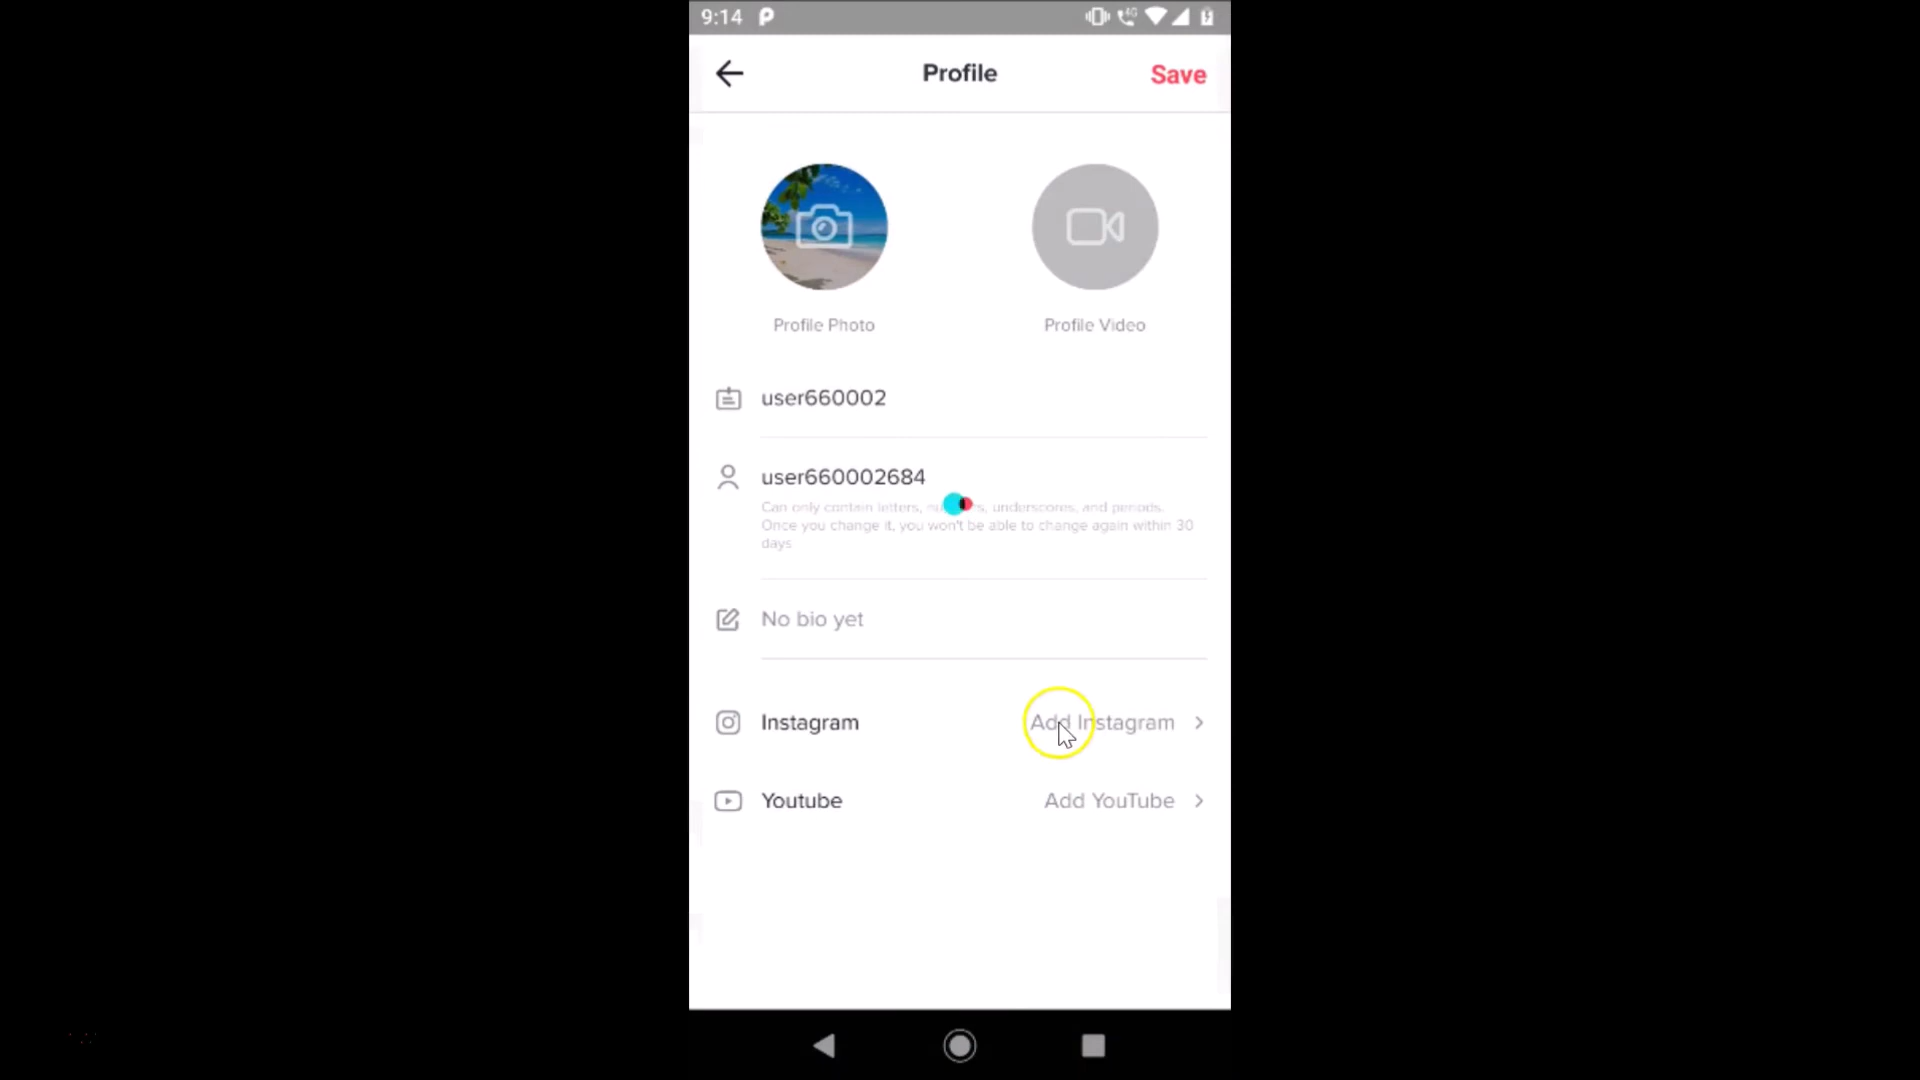 9:14
4G
Profile
Save
Profile Photo
Profile Video
user660002
user660002684
Can only contain letters, underscores, and periods.
Once you change it, you won't be able to change again within 30
days
No bio yet
Instagram
Add Instagram
Youtube
Add YouTube